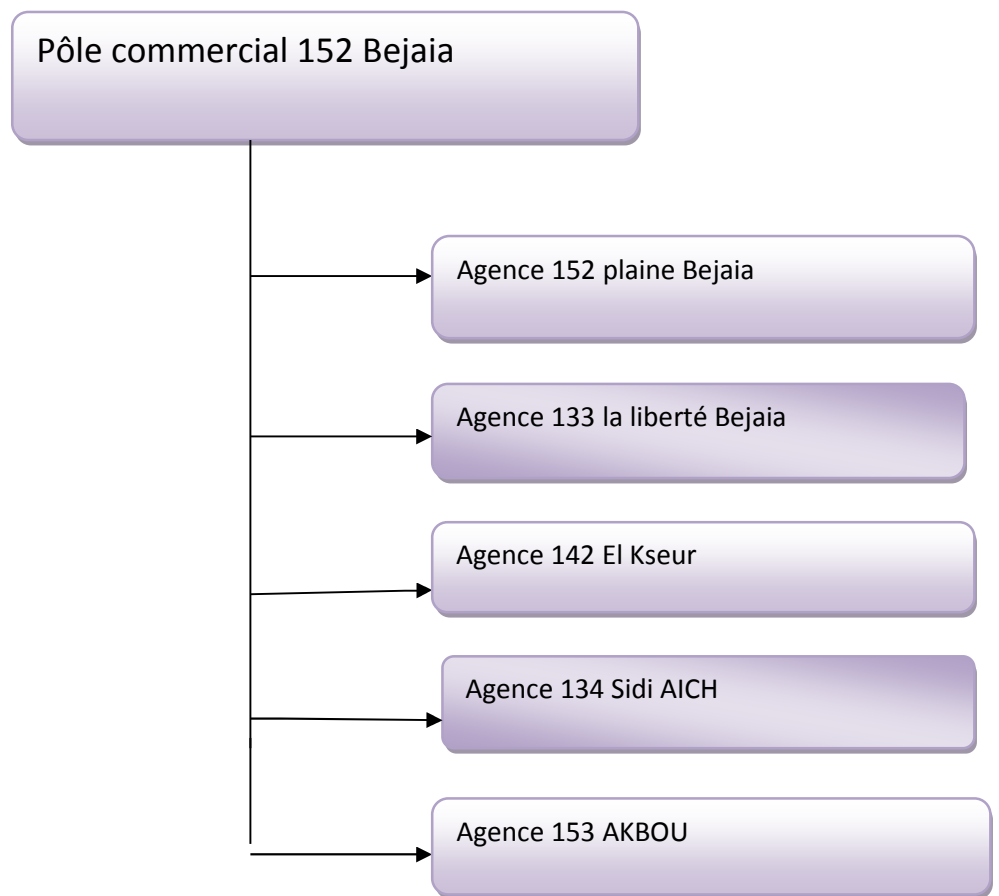 Pôle commercial 152 Bejaia
Agence 152 plaine Bejaia
Agence 133 la liberté Bejaia
Agence 142 El Kseur
Agence 134 Sidi AICH
Agence 153 AKBOU